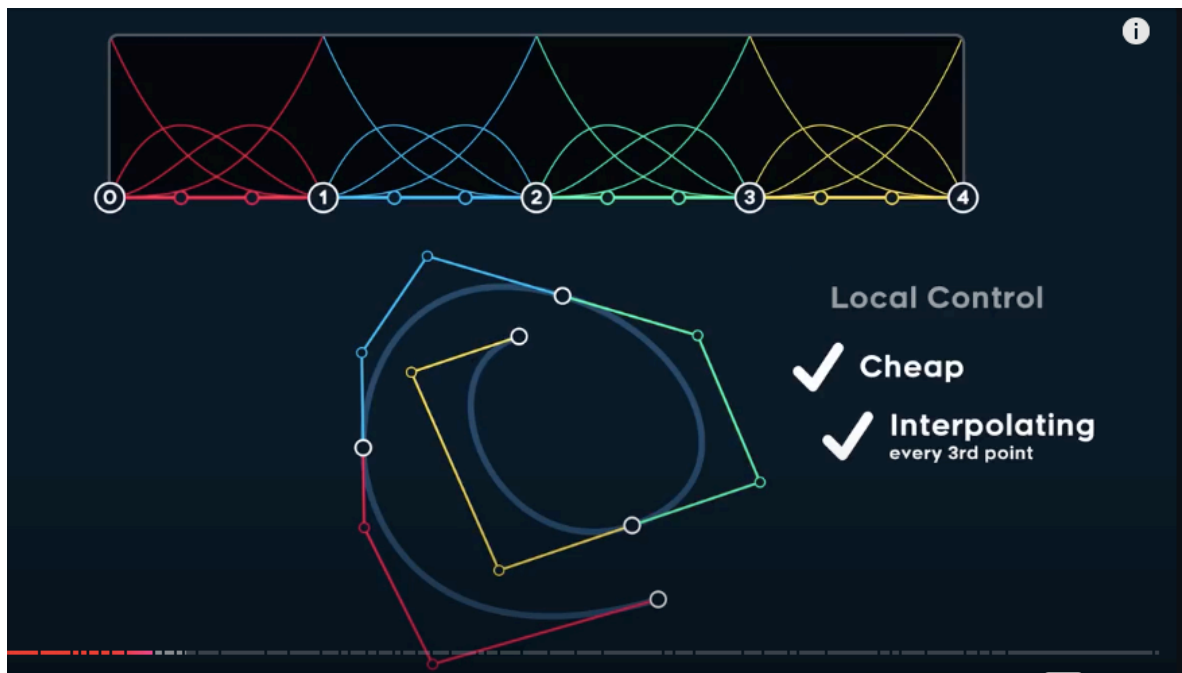 i
0 1 2 3 4
Local Control
Cheap
Interpolating
every 3rd point